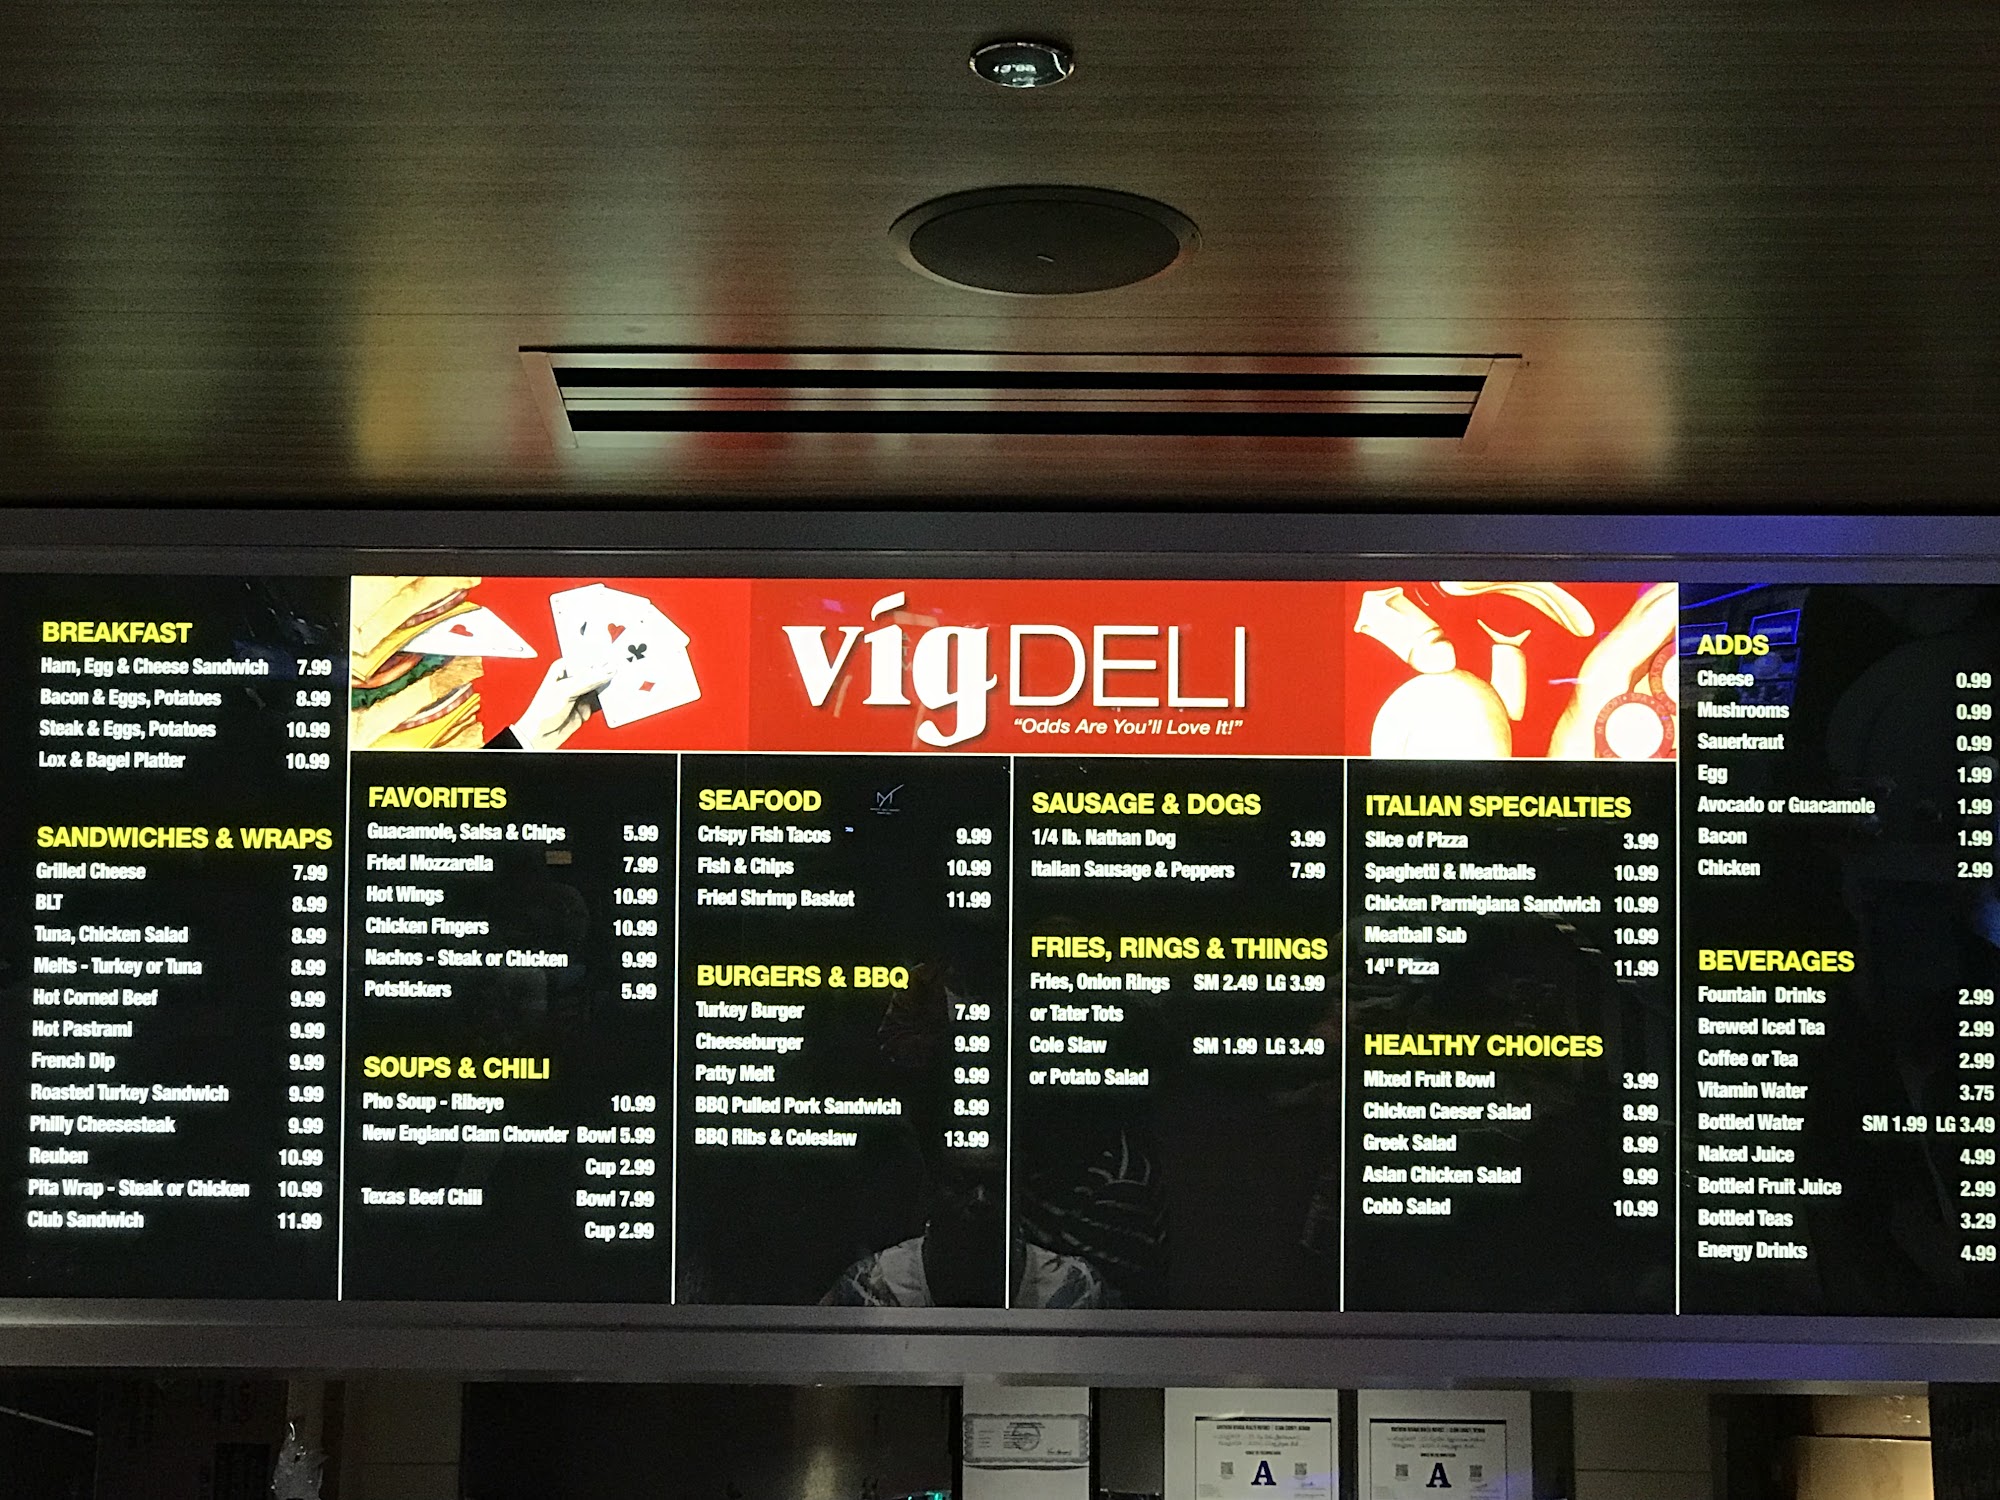 vig DELI
"Odds Are You'll Love It!"
BREAKFAST
Ham, Egg & Cheese Sandwich 7.99
Bacon & Eggs, Potatoes 8.99
Steak & Eggs, Potatoes 10.99
Lox & Bagel Platter 10.99
SANDWICHES & WRAPS
Grilled Cheese 7.99
BLT 8.99
Tuna, Chicken Salad 8.99
Melts - Turkey or Tuna 8.99
Hot Corned Beef 9.99
Hot Pastrami 9.99
French Dip 9.99
Roasted Turkey Sandwich 9.99
Philly Cheesesteak 9.99
Reuben 10.99
Pita Wrap - Steak or Chicken 10.99
Club Sandwich 11.99
FAVORITES
Guacamole, Salsa & Chips 5.99
Fried Mozzarella 7.99
Hot Wings 10.99
Chicken Fingers 10.99
Nachos - Steak or Chicken 9.99
Potstickers 5.99
SOUPS & CHILI
Pho Soup - Ribeye 10.99
New England Clam Chowder Bowl 5.99
Cup 2.99
Texas Beef Chili Bowl 7.99
Cup 2.99
SEAFOOD
Crispy Fish Tacos 9.99
Fish & Chips 10.99
Fried Shrimp Basket 11.99
BURGERS & BBQ
Turkey Burger 7.99
Cheeseburger 9.99
Patty Melt 9.99
BBQ Pulled Pork Sandwich 8.99
BBQ Ribs & Coleslaw 13.99
SAUSAGE & DOGS
1/4 lb. Nathan Dog 3.99
Italian Sausage & Peppers 7.99
FRIES, RINGS & THINGS
Fries, Onion Rings SM 2.49 LG 3.99
or Tater Tots
Cole Slaw SM 1.99 LG 3.49
or Potato Salad
ITALIAN SPECIALTIES
Slice of Pizza 3.99
Spaghetti & Meatballs 10.99
Chicken Parmigiana Sandwich 10.99
Meatball Sub 10.99
14" Pizza 11.99
HEALTHY CHOICES
Mixed Fruit Bowl 3.99
Chicken Caeser Salad 8.99
Greek Salad 8.99
Asian Chicken Salad 9.99
Cobb Salad 10.99
ADDS
Cheese 0.99
Mushrooms 0.99
Sauerkraut 0.99
Egg 1.99
Avocado or Guacamole 1.99
Bacon 1.99
Chicken 2.99
BEVERAGES
Fountain Drinks 2.99
Brewed Iced Tea 2.99
Coffee or Tea 2.99
Vitamin Water 3.75
Bottled Water SM 1.99 LG 3.49
Naked Juice 4.99
Bottled Fruit Juice 2.99
Bottled Teas 3.29
Energy Drinks 4.99
A
A